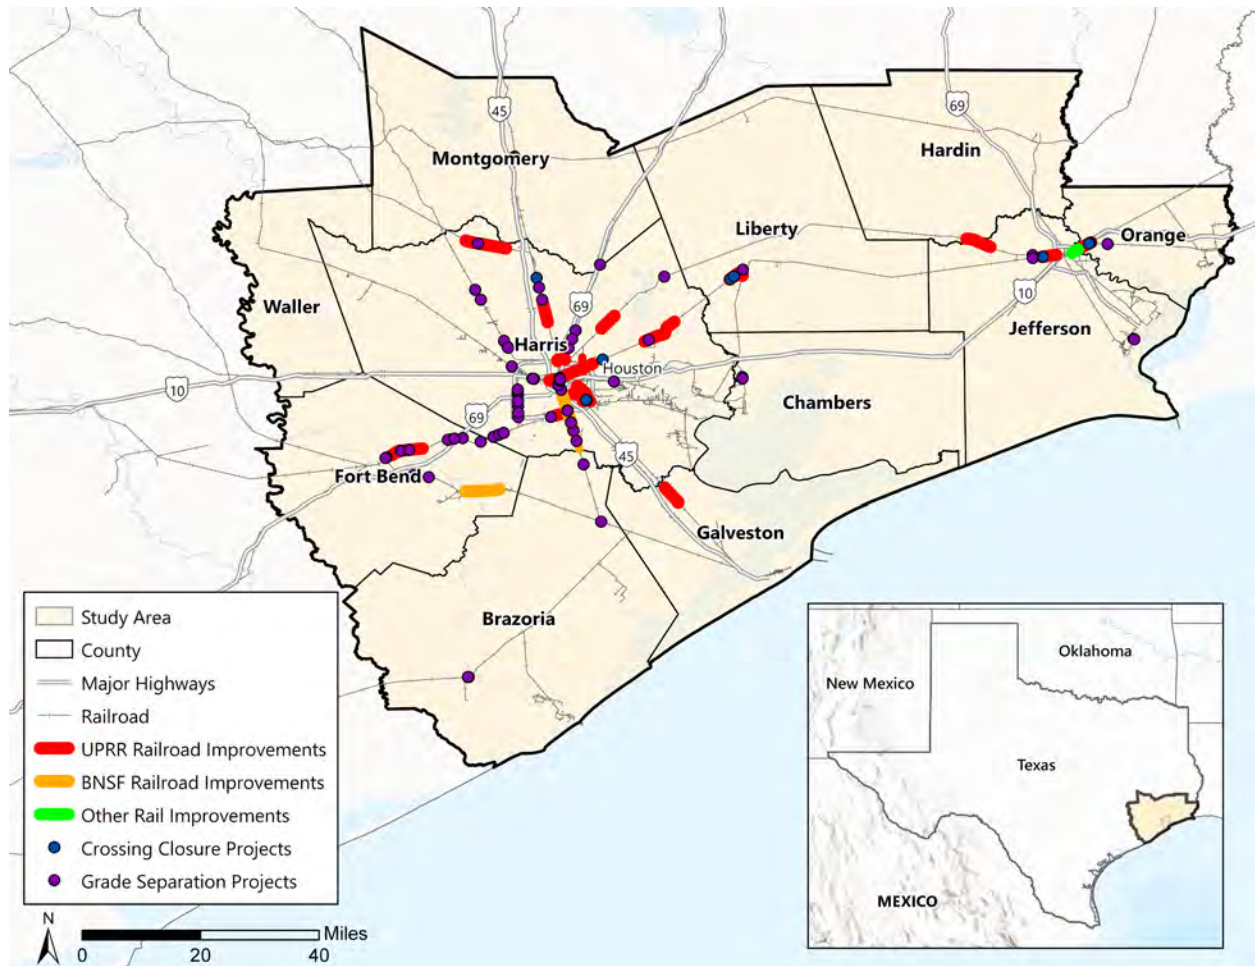 45
69
Montgomery
Hardin
Liberty
Orange
Waller
69
10
Harris
Jefferson
Houston
10
69
Chambers
45
Fort Bend
Galveston
Brazoria
Study Area
County
Major Highways
Railroad
UPRR Railroad Improvements
BNSF Railroad Improvements
Other Rail Improvements
Crossing Closure Projects
Grade Separation Projects
N
Miles
0 20 40
Oklahoma
New Mexico
Texas
MEXICO